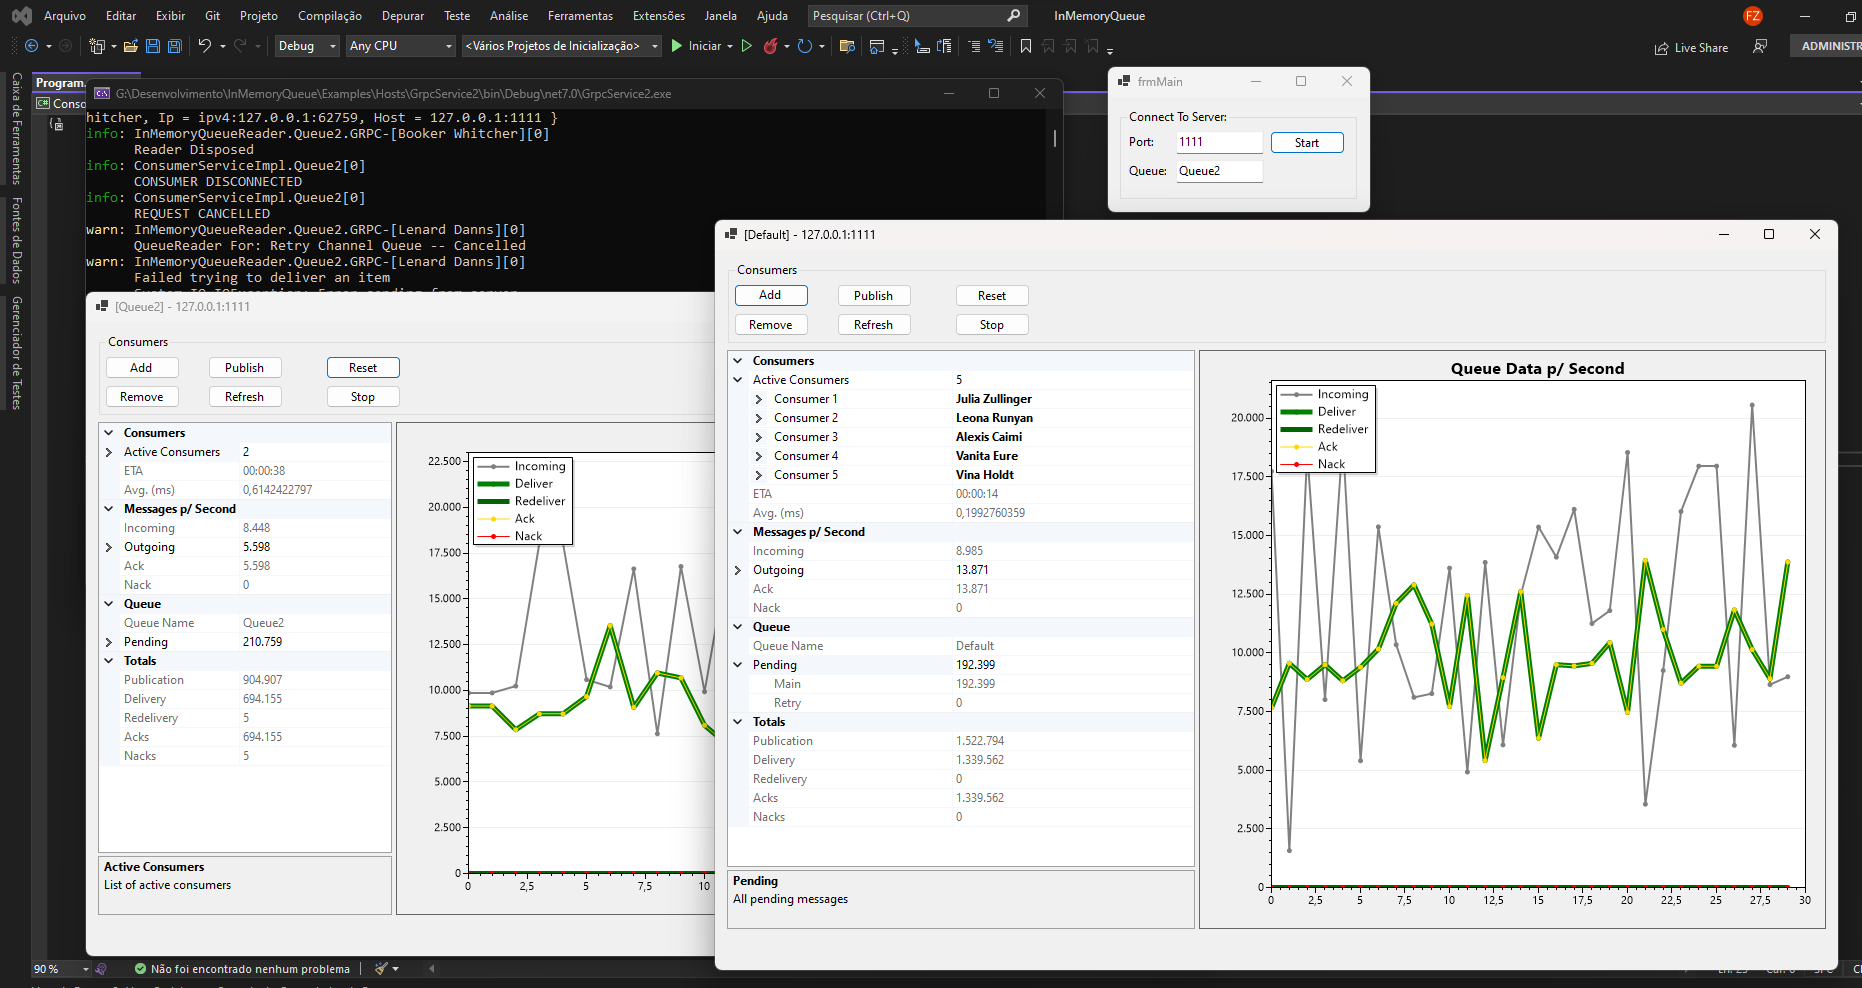 Arquivo Editar Exibir Git Projeto Compilação Depurar Teste Análise Ferramentas Extensões Janela Ajuda Pesquisar (Ctrl+Q) InMemoryQueue FZ
Debug Any CPU <Vários Projetos de Inicialização> Iniciar Live Share ADMINISTR
Caixa de Ferramentas
Fontes de Dados
Gerenciador de Testes
Program.
C# Conso
G:\Desenvolvimento\InMemoryQueue\Examples\Hosts\GrpcService2\bin\Debug\net7.0\GrpcService2.exe
hitcher, Ip = ipv4:127.0.0.1:62759, Host = 127.0.0.1:1111 }
info: InMemoryQueueReader.Queue2.GRPC-[Booker Whitcher][0]
Reader Disposed
info: ConsumerServiceImpl.Queue2[0]
CONSUMER DISCONNECTED
info: ConsumerServiceImpl.Queue2[0]
REQUEST CANCELLED
warn: InMemoryQueueReader.Queue2.GRPC-[Lenard Danns][0]
QueueReader For: Retry Channel Queue -- Cancelled
warn: InMemoryQueueReader.Queue2.GRPC-[Lenard Danns][0]
Failed trying to deliver an item
frmMain
Connect To Server:
Port: 1111 Start
Queue: Queue2
[Queue2] - 127.0.0.1:1111
Consumers
Add Publish Reset
Remove Refresh Stop
Consumers
Active Consumers 2
ETA 00:00:38
Avg. (ms) 0,6142422797
Messages p/ Second
Incoming 8.448
Outgoing 5.598
Ack 5.598
Nack 0
Queue
Queue Name Queue2
Pending 210.759
Totals
Publication 904.907
Delivery 694.155
Redelivery 5
Acks 694.155
Nacks 5
Active Consumers
List of active consumers
22.500
20.000
17.500
15.000
12.500
10.000
7.500
5.000
2.500
0
0 2,5 5 7,5 10
Incoming
Deliver
Redeliver
Ack
Nack
[Default] - 127.0.0.1:1111
Consumers
Add Publish Reset
Remove Refresh Stop
Consumers
Active Consumers 5
Consumer 1 Julia Zullinger
Consumer 2 Leona Runyan
Consumer 3 Alexis Caimi
Consumer 4 Vanita Eure
Consumer 5 Vina Holdt
ETA 00:00:14
Avg. (ms) 0,1992760359
Messages p/ Second
Incoming 8.985
Outgoing 13.871
Ack 13.871
Nack 0
Queue
Queue Name Default
Pending 192.399
Main 192.399
Retry 0
Totals
Publication 1.522.794
Delivery 1.339.562
Redelivery 0
Acks 1.339.562
Nacks 0
Pending
All pending messages
Queue Data p/ Second
Incoming
Deliver
Redeliver
Ack
Nack
20.000
17.500
15.000
12.500
10.000
7.500
5.000
2.500
0
0 2,5 5 7,5 10 12,5 15 17,5 20 22,5 25 27,5 30
90 % Não foi encontrado nenhum problema